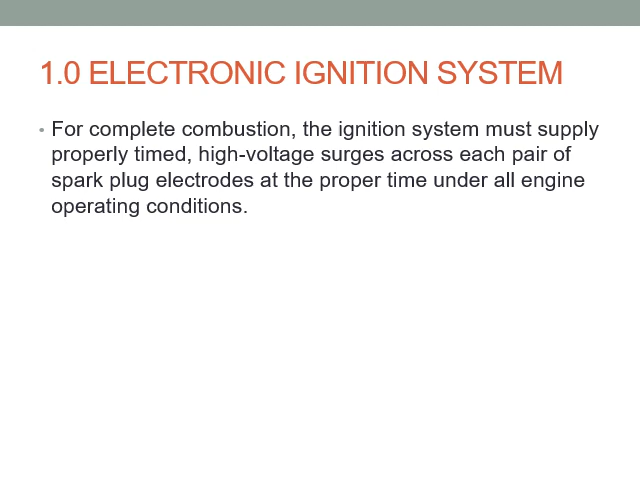 1.0 ELECTRONIC IGNITION SYSTEM
• For complete combustion, the ignition system must supply
properly timed, high-voltage surges across each pair of
spark plug electrodes at the proper time under all engine
operating conditions.